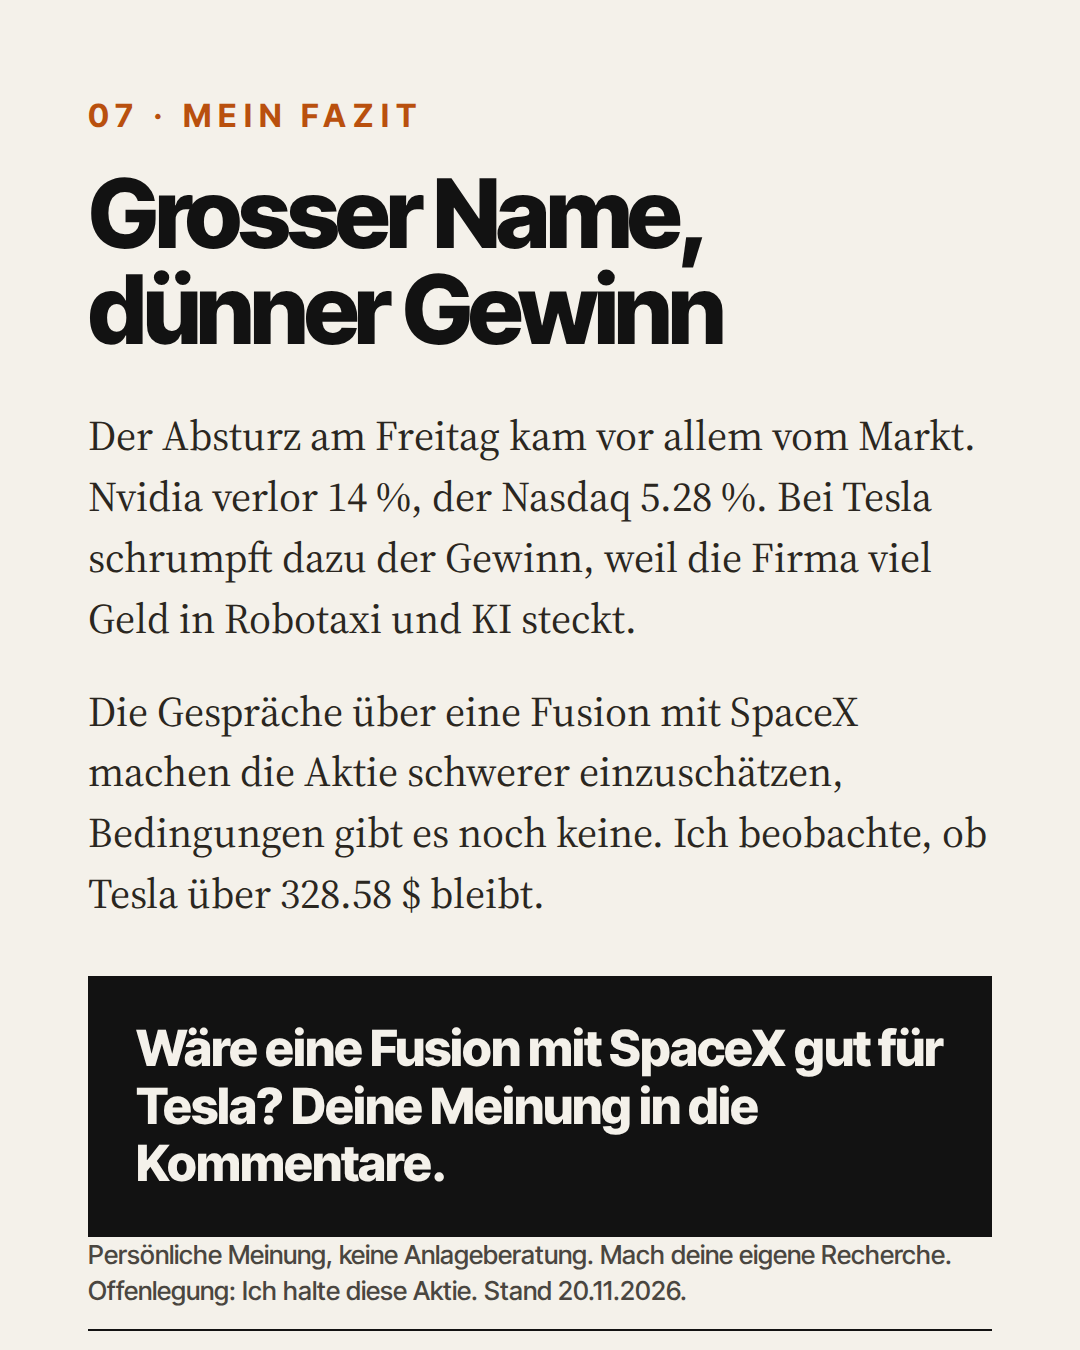 07 · MEIN FAZIT
Grosser Name,
dünner Gewinn
Der Absturz am Freitag kam vor allem vom Markt.
Nvidia verlor 14 %, der Nasdaq 5.28 %. Bei Tesla
schrumpft dazu der Gewinn, weil die Firma viel
Geld in Robotaxi und KI steckt.
Die Gespräche über eine Fusion mit SpaceX
machen die Aktie schwerer einzuschätzen,
Bedingungen gibt es noch keine. Ich beobachte, ob
Tesla über 328.58 $ bleibt.
Wäre eine Fusion mit SpaceX gut für
Tesla? Deine Meinung in die
Kommentare.
Persönliche Meinung, keine Anlageberatung. Mach deine eigene Recherche.
Offenlegung: Ich halte diese Aktie. Stand 20.11.2026.